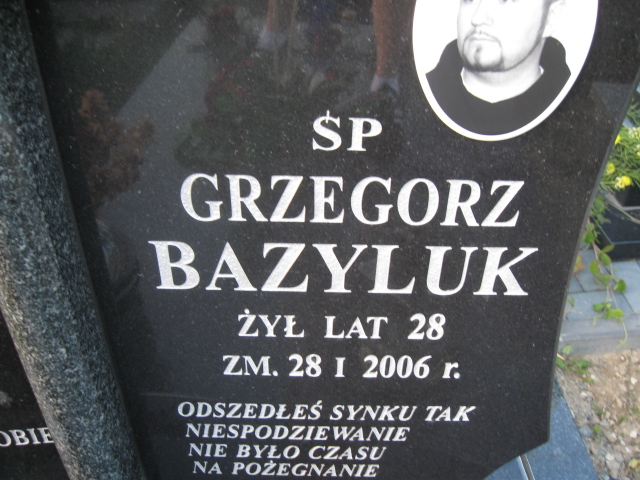 ŚP
GRZEGORZ
BAZYLUK
ŻYŁ LAT 28
ZM. 28 I 2006 r.
ODSZEDŁEŚ SYNKU TAK
NIESPODZIEWANIE
NIE BYŁO CZASU
NA POŻEGNANIE